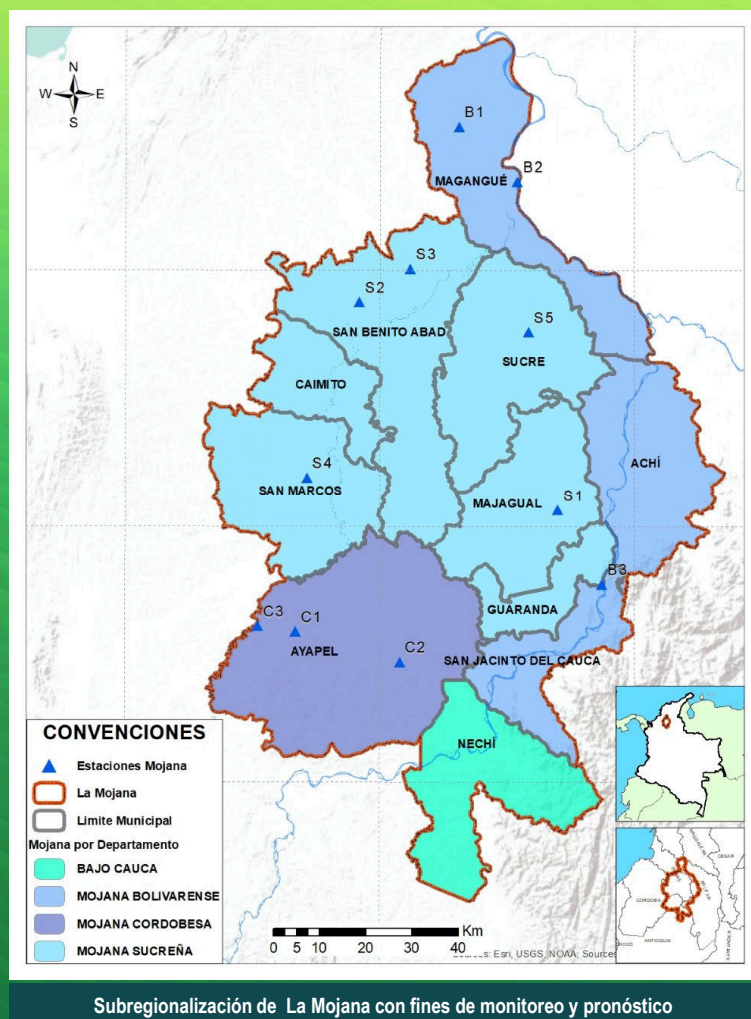 N
W E
S
B1
MAGANGUÉ
B2
S3
S2
SAN BENITO ABAD
S5
SUCRE
CAIMITO
ACHÍ
S4
SAN MARCOS
MAJAGUAL
S1
B3
GUARANDA
C3
C1
AYAPEL
C2
SAN JACINTO DEL CAUCA
NECHÍ
CONVENCIONES
Estaciones Mojana
La Mojana
Limite Municipal
Mojana por Departamento
BAJO CAUCA
MOJANA BOLIVARENSE
MOJANA CORDOBESA
MOJANA SUCREÑA
Km
0 5 10 20 30 40
Esri, USGS, NOAA; Sources
CESAR
CORDOBA
ANTIOQUIA
Subregionalización de La Mojana con fines de monitoreo y pronóstico